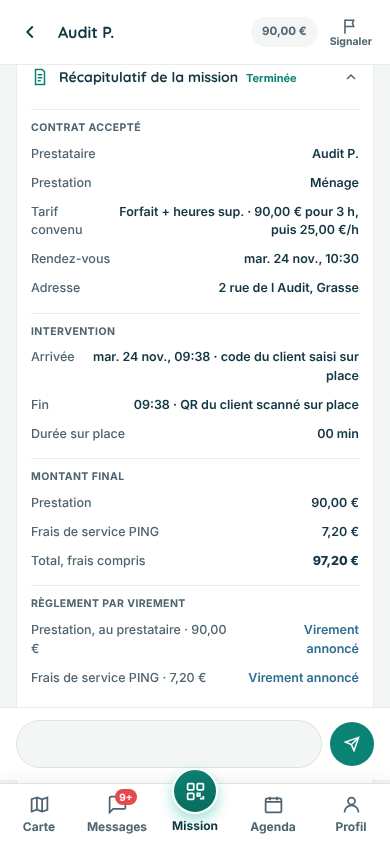 Audit P.
90,00 €
Signaler
Récapitulatif de la mission Terminée
CONTRAT ACCEPTÉ
Prestataire Audit P.
Prestation Ménage
Tarif convenu Forfait + heures sup. · 90,00 € pour 3 h, puis 25,00 €/h
Rendez-vous mar. 24 nov., 10:30
Adresse 2 rue de l Audit, Grasse
INTERVENTION
Arrivée mar. 24 nov., 09:38 · code du client saisi sur place
Fin 09:38 · QR du client scanné sur place
Durée sur place 00 min
MONTANT FINAL
Prestation 90,00 €
Frais de service PING 7,20 €
Total, frais compris 97,20 €
RÈGLEMENT PAR VIREMENT
Prestation, au prestataire · 90,00 € Virement annoncé
Frais de service PING · 7,20 € Virement annoncé
9+
Carte Messages Mission Agenda Profil